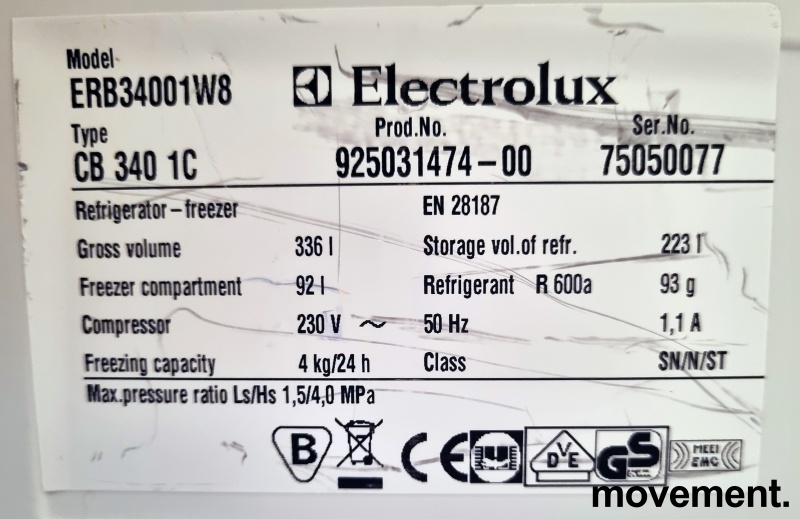 Model
ERB34001W8
Electrolux
Type
Prod.No.
Ser.No.
CB 340 1C
925031474-00
75050077
Refrigerator-freezer
EN 28187
Gross volume 336 l
Storage vol.of refr. 223 l
Freezer compartment 92 l
Refrigerant R 600a 93 g
Compressor 230 V ~ 50 Hz 1,1 A
Freezing capacity 4 kg/24 h
Class SN/N/ST
Max.pressure ratio Ls/Hs 1,5/4,0 MPa
B
CE
DVE
GS
MEEI
EMC
movement.